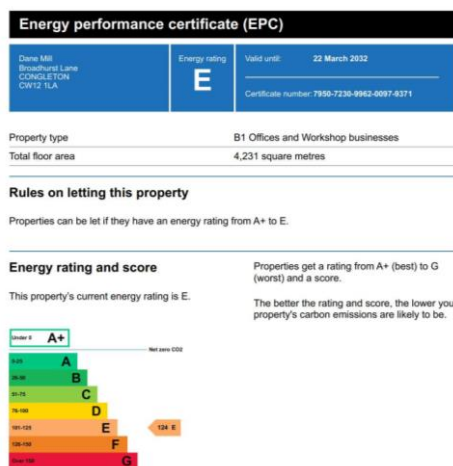 Energy performance certificate (EPC)
Dane Mill
Broadhurst Lane
CONGLETON
CW12 1LA
Energy rating
E
Valid until: 22 March 2032
Certificate number: 7950-7230-9962-0097-9371
Property type B1 Offices and Workshop businesses
Total floor area 4,231 square metres
Rules on letting this property
Properties can be let if they have an energy rating from A+ to E.
Energy rating and score
This property's current energy rating is E.
Properties get a rating from A+ (best) to G
(worst) and a score.
The better the rating and score, the lower you
property's carbon emissions are likely to be.
Under 0 A+
Net zero CO2
0-25 A
26-50 B
51-75 C
76-100 D
101-125 E 124 E
126-150 F
Over 150 G